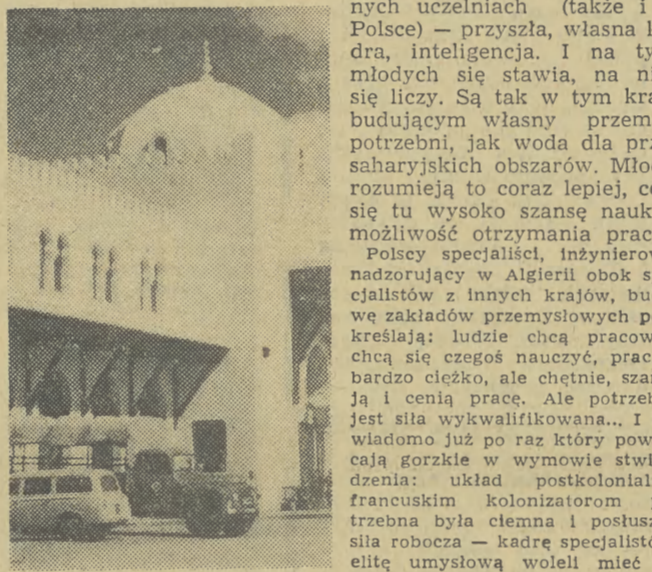 nych uczelniach (także i
Polsce) — przyszła, własna k
dra, inteligencja. I na ty
młodych się stawia, na ni
się liczy. Są tak w tym kra
budującym własny przem
potrzebni, jak woda dla prz
saharyjskich obszarów. Mło
rozumieją to coraz lepiej, ce
się tu wysoko szansę nauk
możliwość otrzymania prac
Polscy specjaliści, inżynierow
nadzorujący w Algierii obok s
cjalistów z innych krajów, bu
wę zakładów przemysłowych p
kreślają: ludzie chcą pracow
chcą się czegoś nauczyć, prac
bardzo ciężko, ale chętnie, szan
ją i cenią pracę. Ale potrzeb
jest siła wykwalifikowana... I
wiadomo już po raz który pow
cają gorzkie w wymowie stwi
dzenia: układ postkolonial
francuskim kolonizatorom
trzebna była ciemna i posłusz
siła robocza — kadrę specjalistó
elitę umysłową woleli mieć